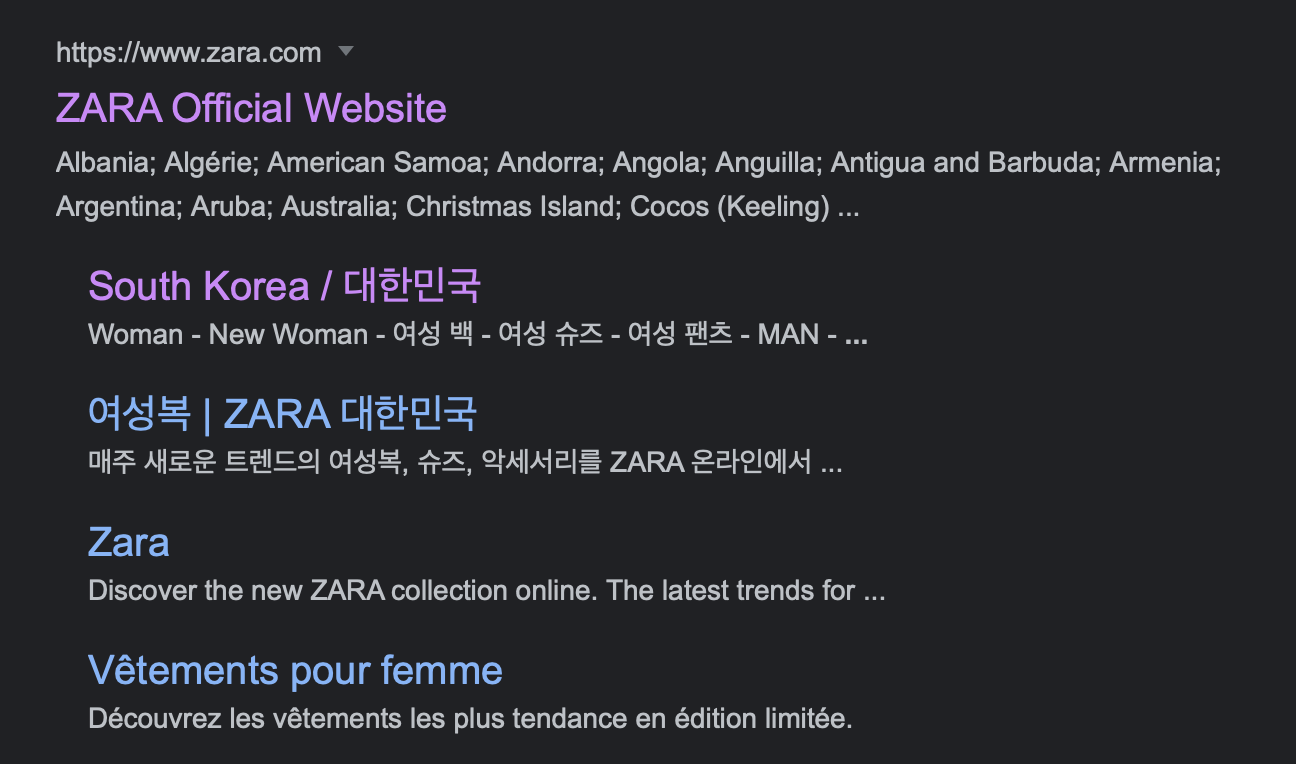 https://www.zara.com
ZARA Official Website
Albania; Algérie; American Samoa; Andorra; Angola; Anguilla; Antigua and Barbuda; Armenia;
Argentina; Aruba; Australia; Christmas Island; Cocos (Keeling) ...
South Korea / 대한민국
Woman - New Woman - 여성 백 - 여성 슈즈 - 여성 팬츠 - MAN - ...
여성복 | ZARA 대한민국
매주 새로운 트렌드의 여성복, 슈즈, 악세서리를 ZARA 온라인에서 ...
Zara
Discover the new ZARA collection online. The latest trends for ...
Vêtements pour femme
Découvrez les vêtements les plus tendance en édition limitée.